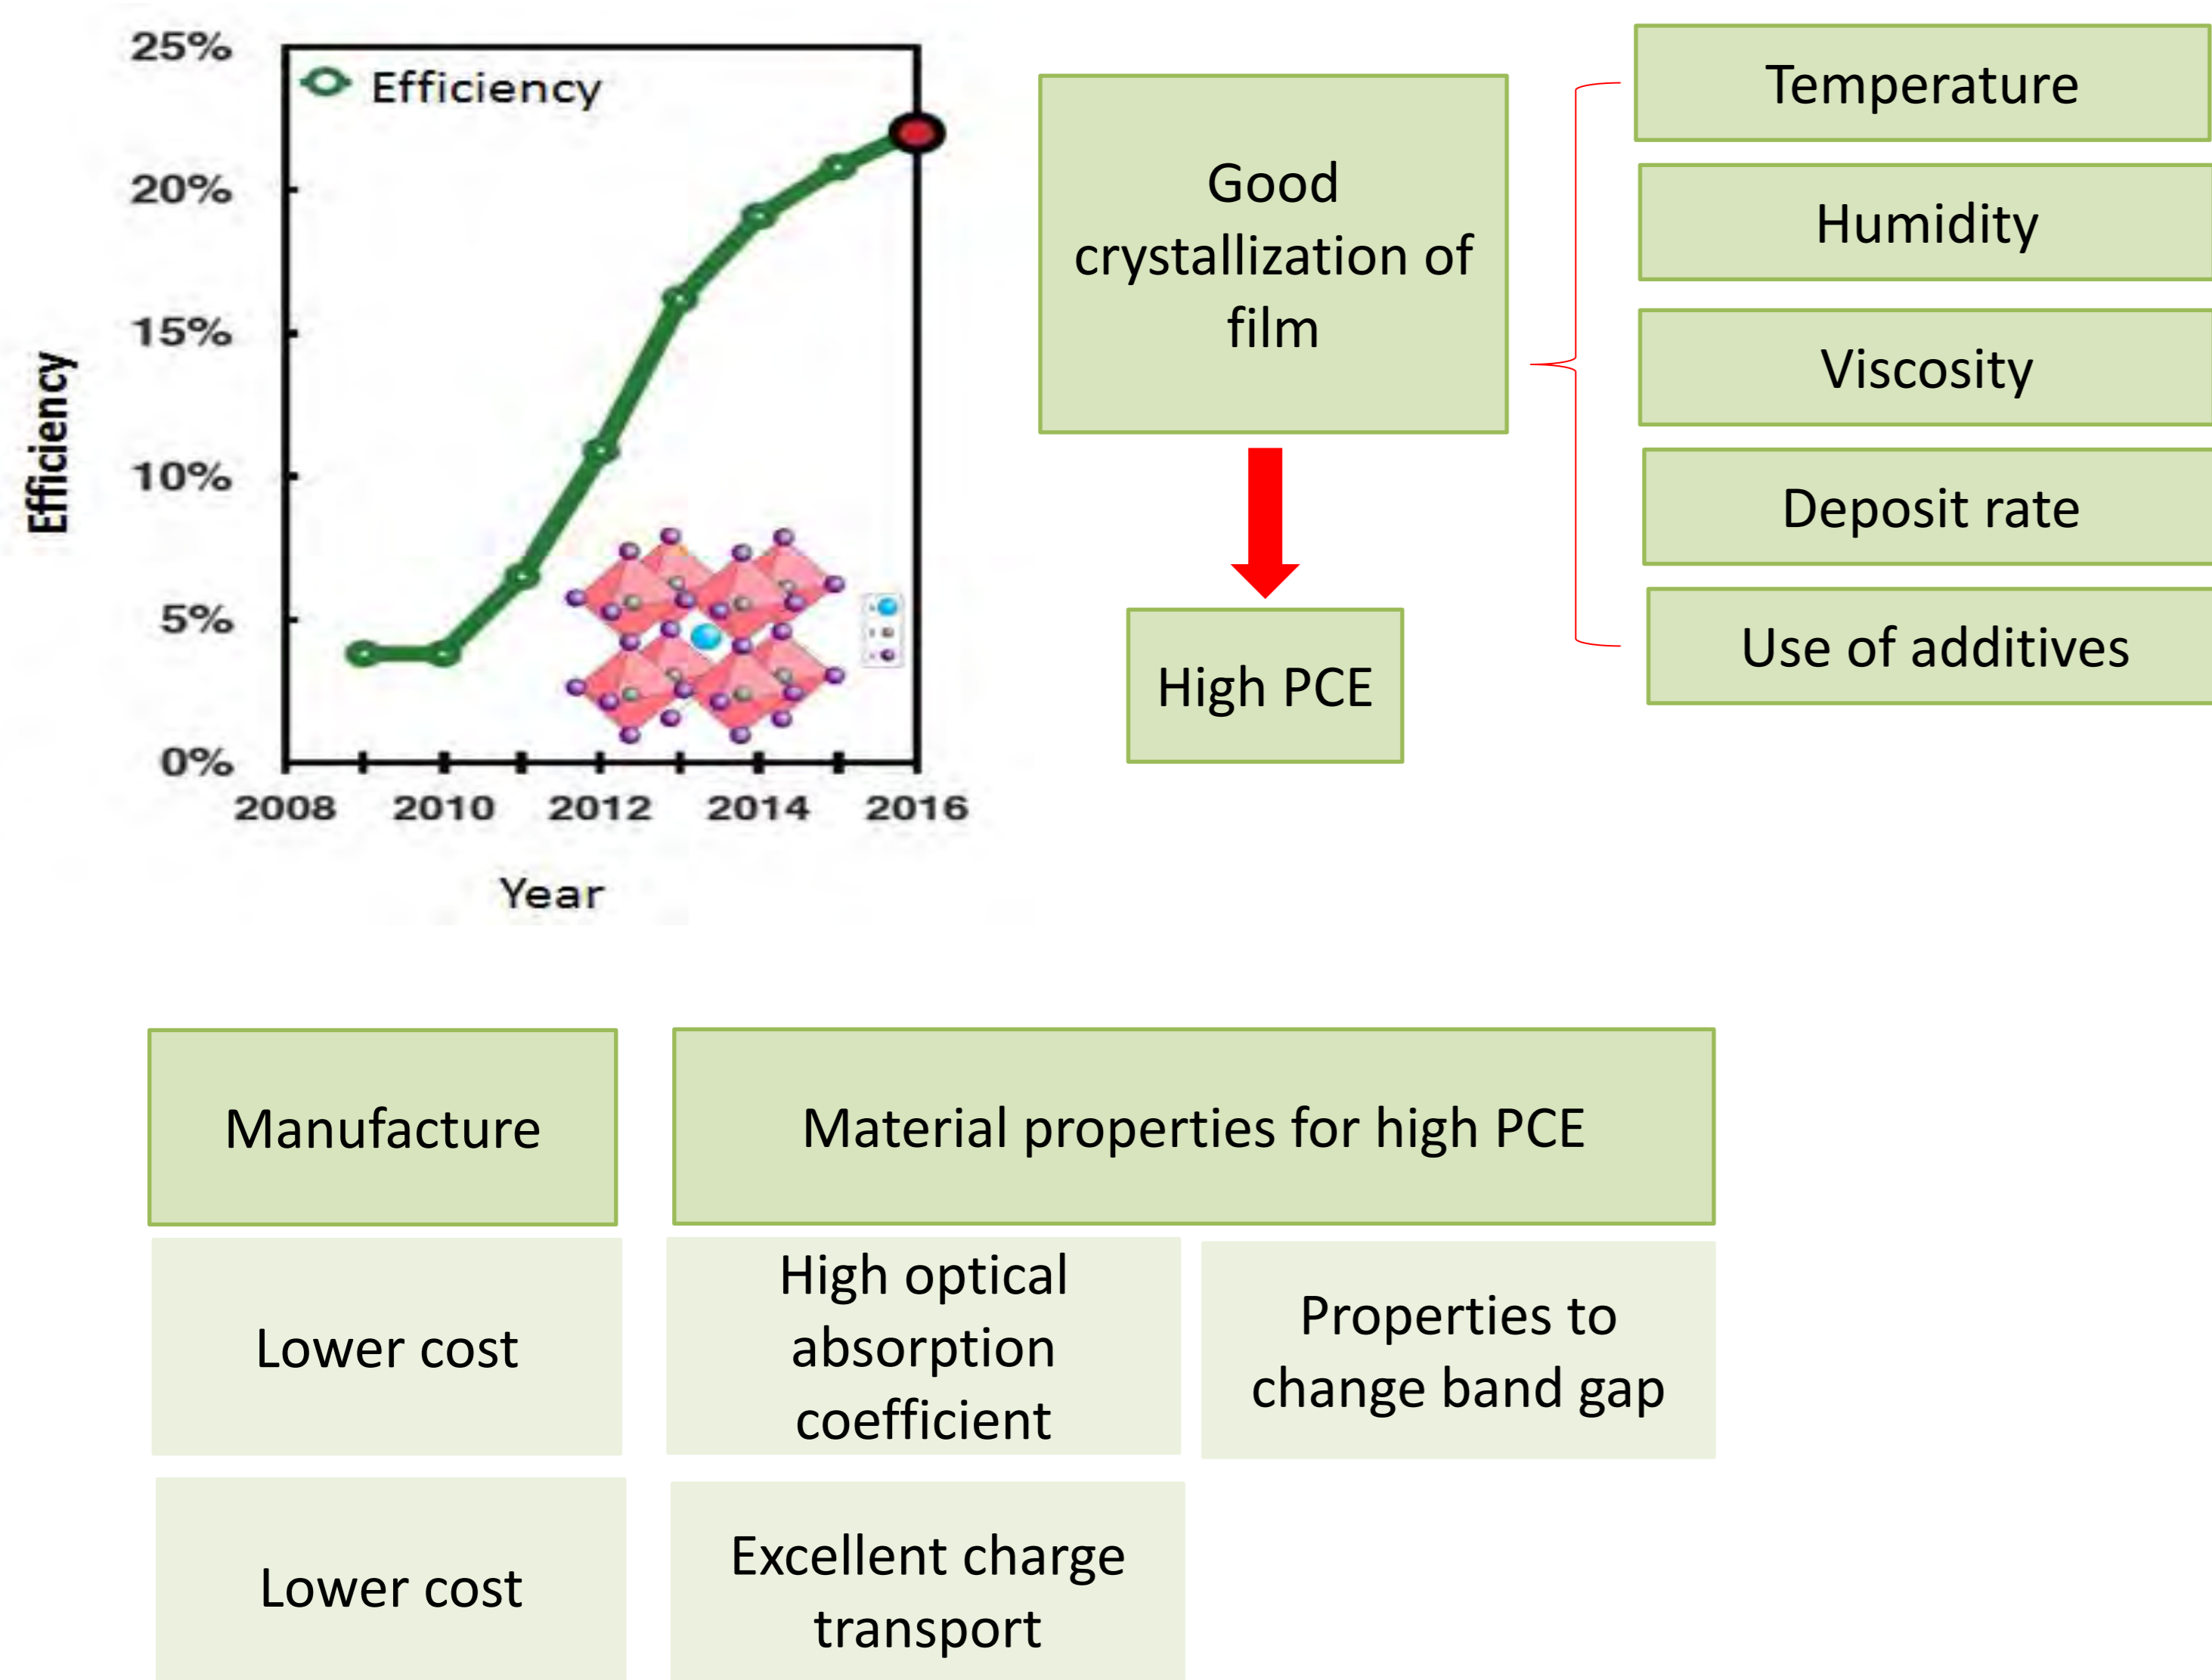 25%
Efficiency
20%
15%
10%
5%
0%
Efficiency
2008 2010 2012 2014 2016
Year
Good
crystallization of
film
High PCE
Temperature
Humidity
Viscosity
Deposit rate
Use of additives
Manufacture
Material properties for high PCE
Lower cost
High optical
absorption
coefficient
Properties to
change band gap
Lower cost
Excellent charge
transport